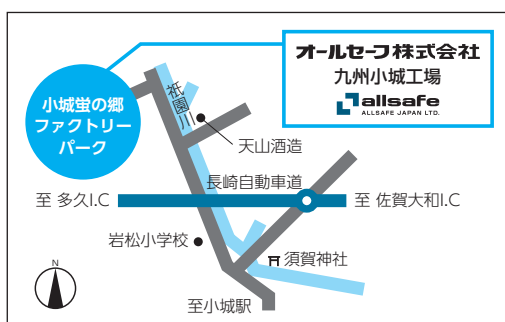 オールセーフ株式会社
九州小城工場
allsafe
ALLSAFE JAPAN LTD.
小城蛍の郷
ファクトリー
パーク
祇園川
天山酒造
長崎自動車道
至 多久I.C
至 佐賀大和I.C
岩松小学校
須賀神社
N
至小城駅